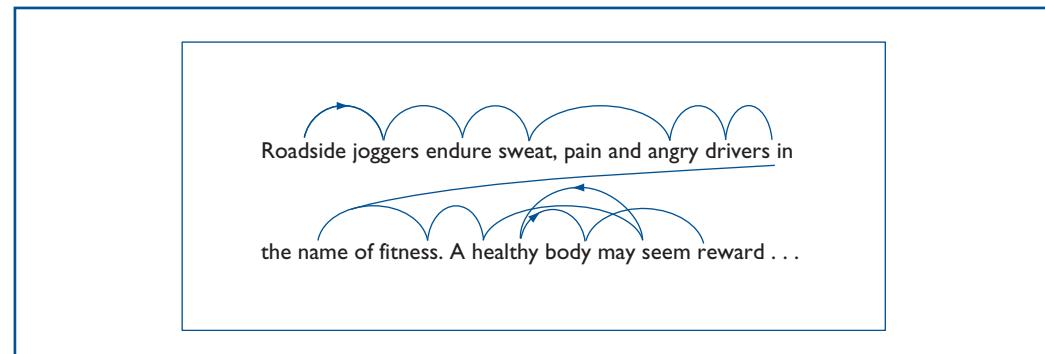 Roadside joggers endure sweat, pain and angry drivers in
the name of fitness. A healthy body may seem reward . . .